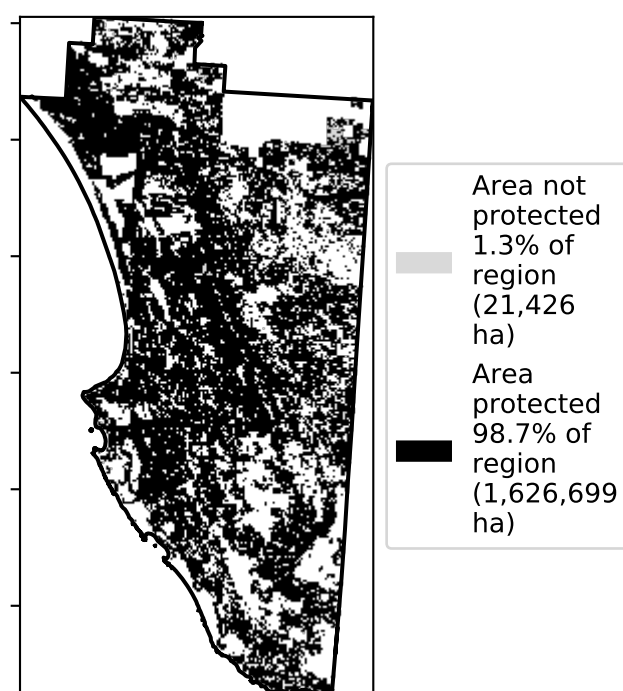 Area not
protected
1.3% of
region
(21,426
ha)
Area
protected
98.7% of
region
(1,626,699
ha)